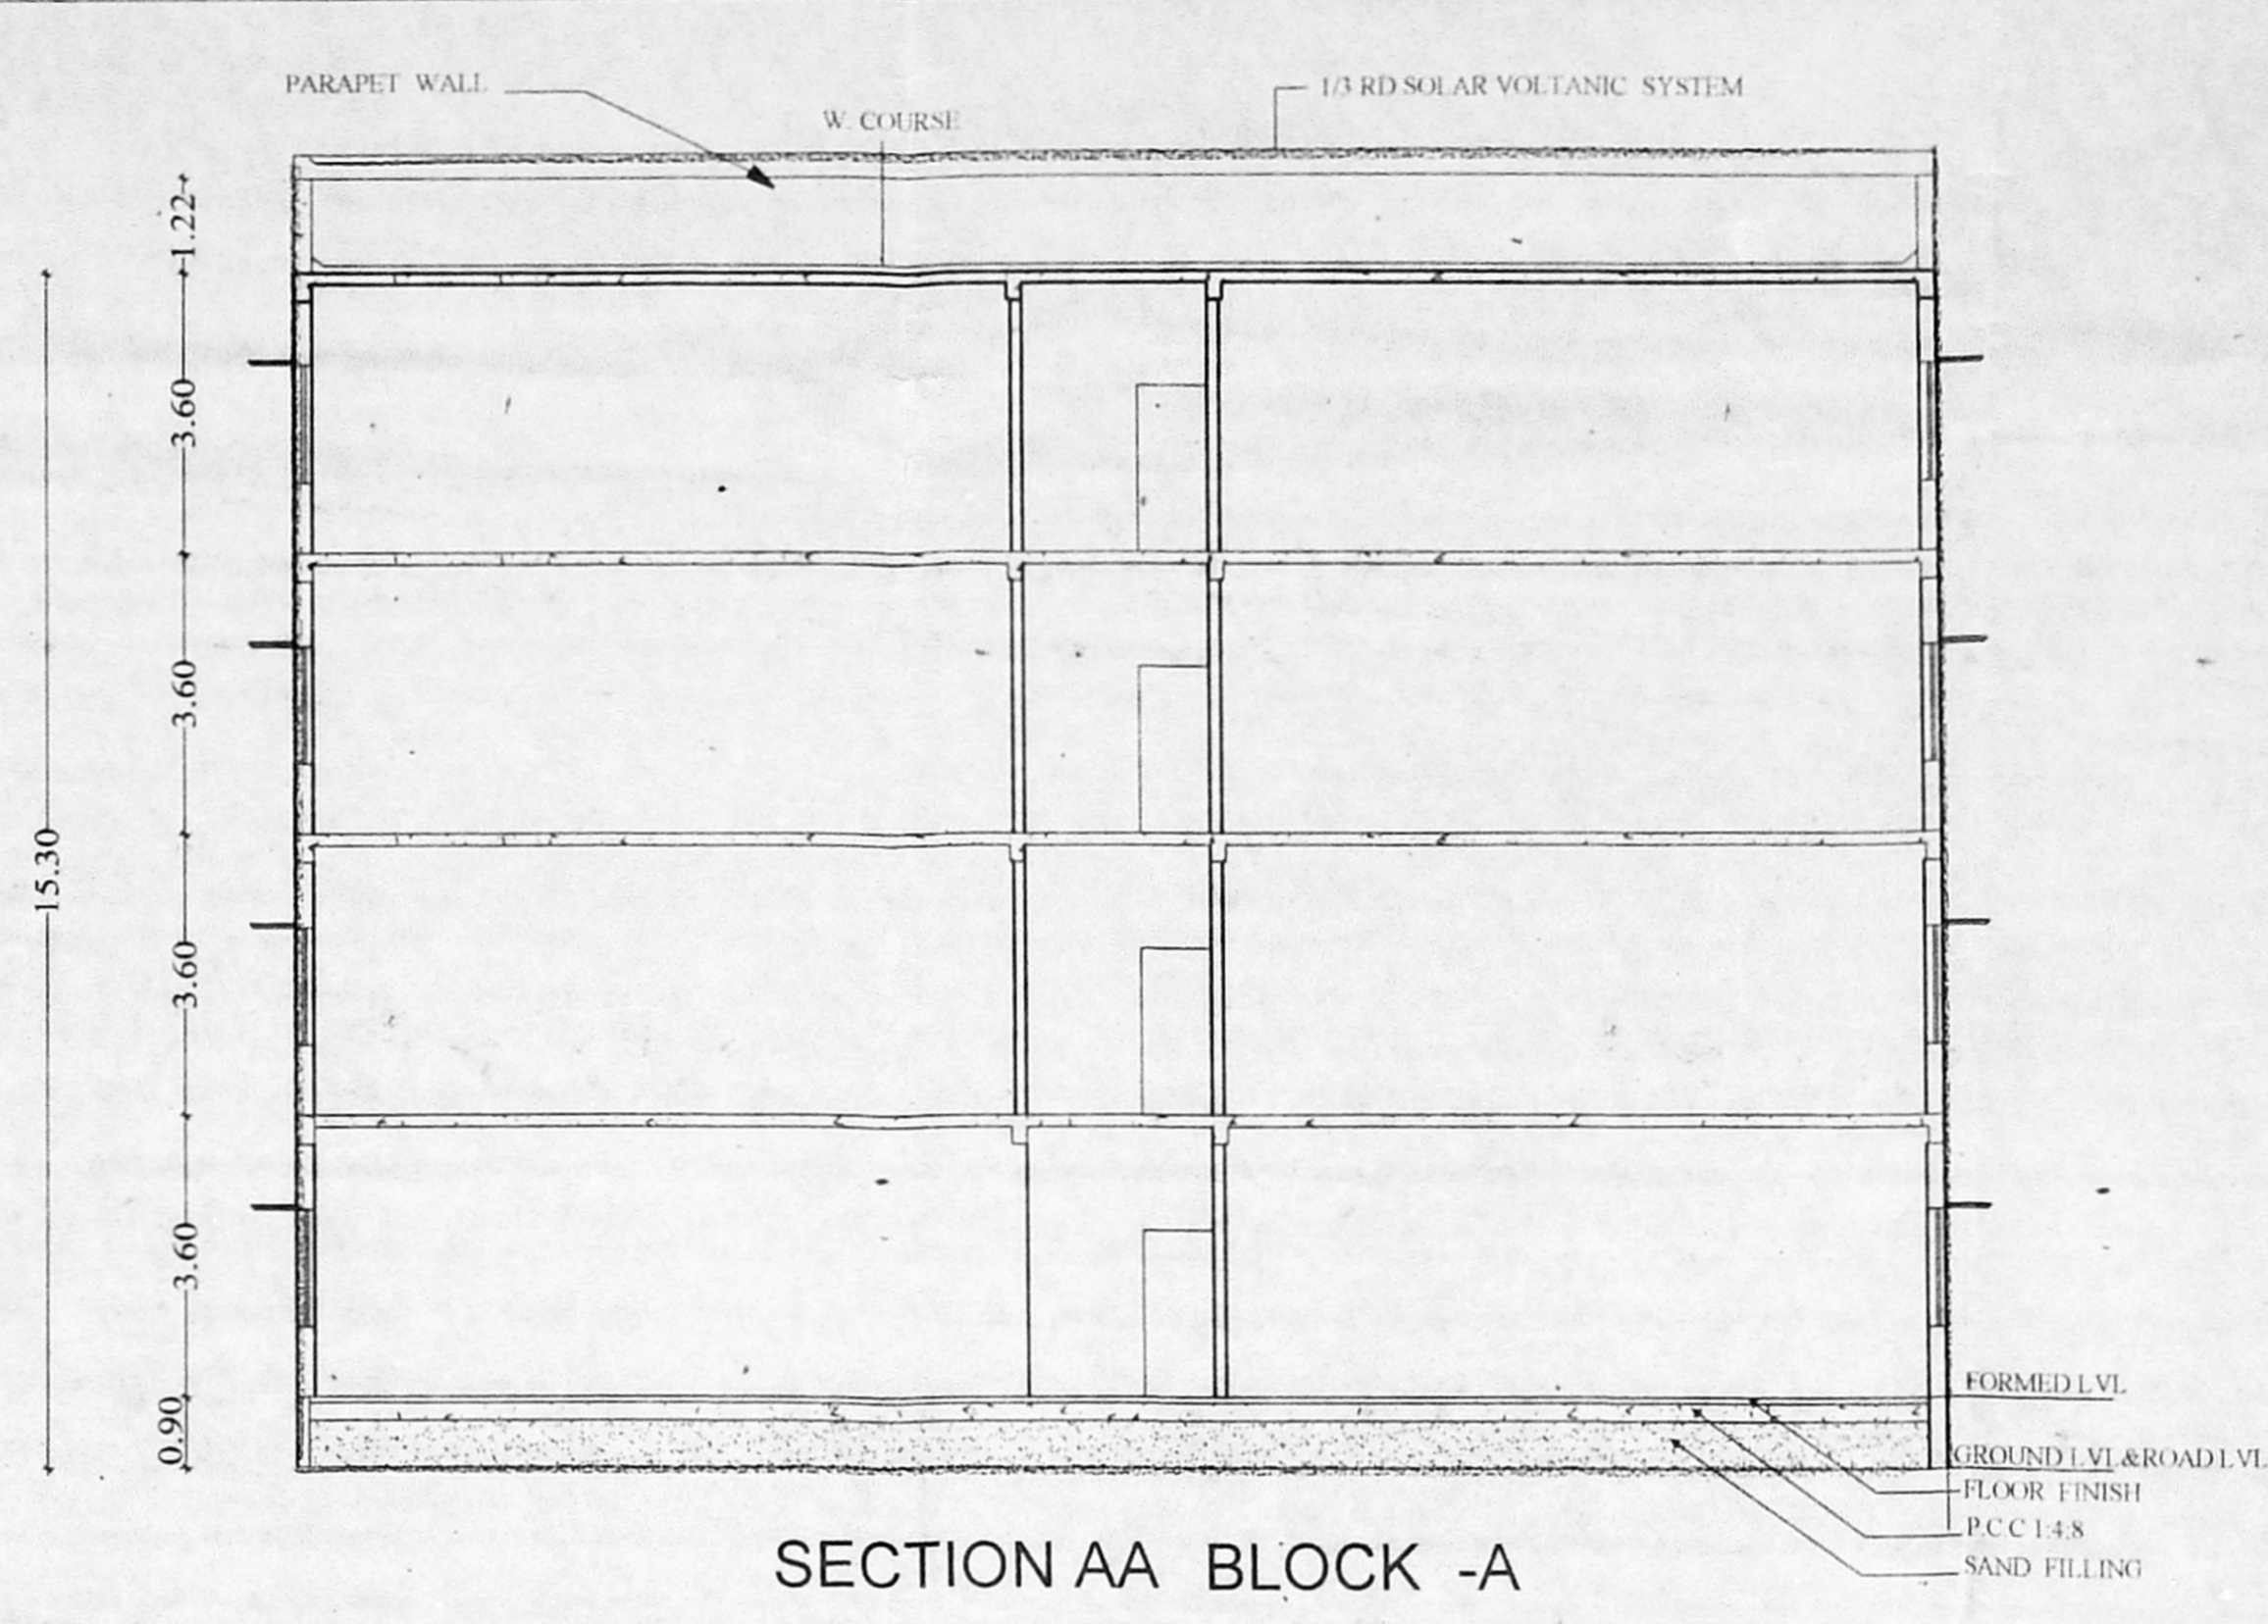 PARAPET WALL
1/3 RD SOLAR VOLTANIC SYSTEM
W. COURSE
1.22
3.60
3.60
15.30
3.60
3.60
0.90
FORMED LVL
GROUND LVL&ROAD LVL
FLOOR FINISH
P.C.C 1:4:8
SAND FILLING
SECTION AA BLOCK -A